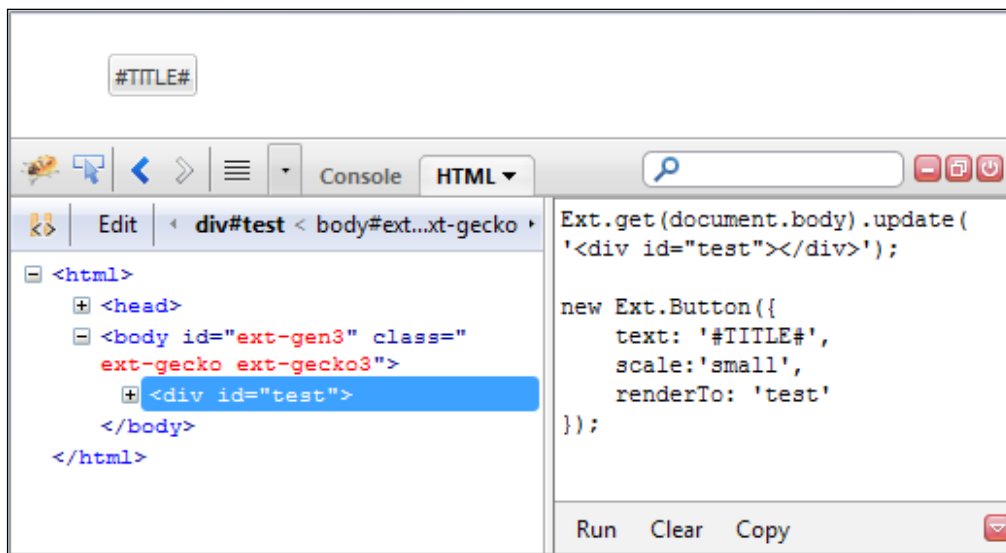 #TITLE#
Console HTML
Edit div#test < body#ext...xt-gecko
<html>
<head>
<body id="ext-gen3" class="
ext-gecko ext-gecko3">
<div id="test">
</body>
</html>
Ext.get(document.body).update(
'<div id="test"></div>');
new Ext.Button({
text: '#TITLE#',
scale:'small',
renderTo: 'test'
});
Run Clear Copy